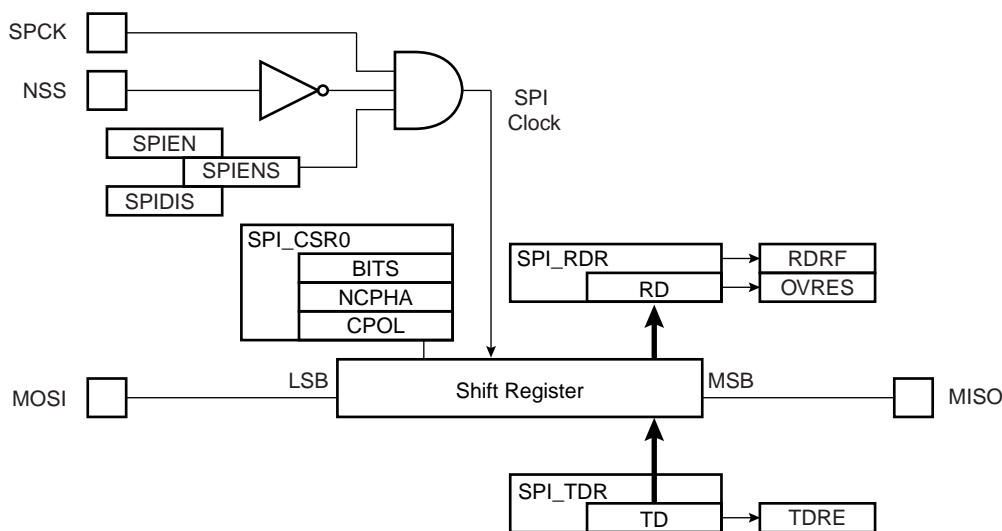 SPCK
NSS
SPI
Clock
SPIEN
SPIENS
SPIDIS
SPI_CSR0
BITS
NCPHA
CPOL
SPI_RDR
RD
RDRF
OVRES
MOSI
LSB
Shift Register
MSB
MISO
SPI_TDR
TD
TDRE